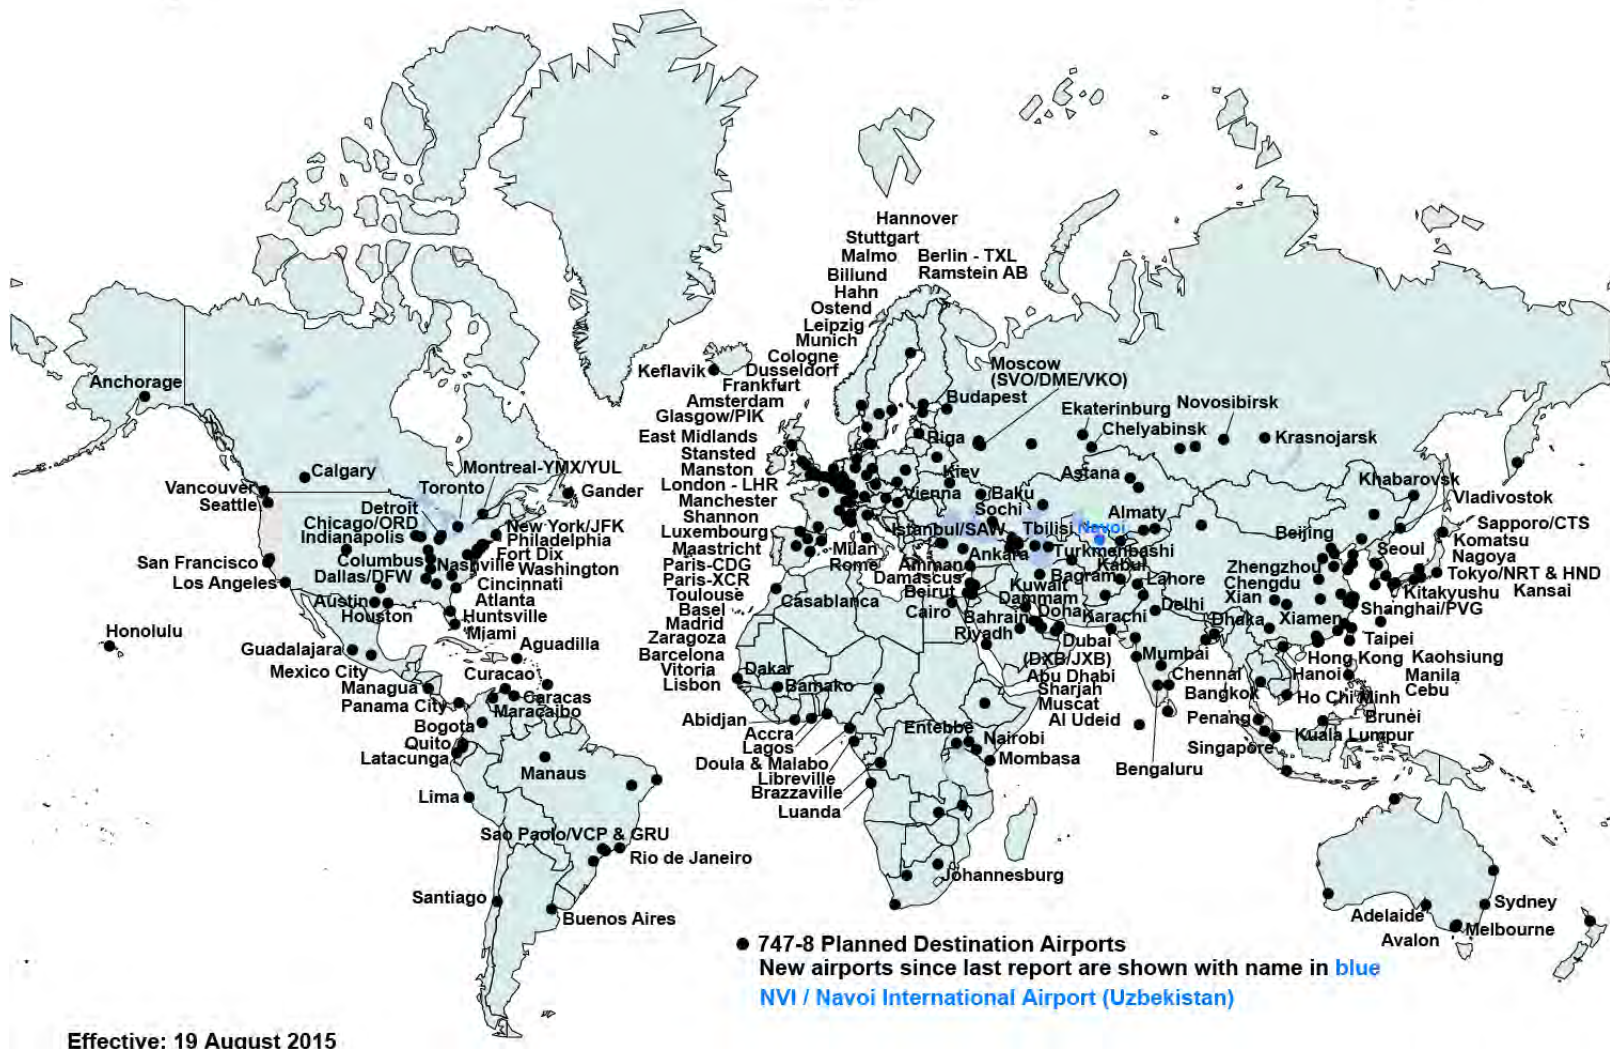 Hannover
Stuttgart
Malmo
Berlin - TXL
Billund
Ramstein AB
Hahn
Ostend
Leipzig
Munich
Cologne
Dusseldorf
Keflavik
Frankfurt
Amsterdam
Glasgow/PIK
East Midlands
Stansted
Manston
London - LHR
Manchester
Shannon
Luxembourg
Maastricht
Paris-CDG
Paris-XCR
Toulouse
Basel
Madrid
Zaragoza
Barcelona
Vitoria
Lisbon
Moscow
(SVO/DME/VKO)
Budapest
Riga
Kiev
Vienna
Milan
Rome
Istanbul/SAW
Ankara
Amman
Damascus
Beirut
Cairo
Baku
Sochi
Tbilisi
Navoi
Turkmenbashi
Ekaterinburg
Chelyabinsk
Novosibirsk
Krasnojarsk
Astana
Almaty
Kabul
Bagram
Kuwait
Dammam
Doha
Bahrain
Riyadh
Dubai
(DXB/JXB)
Abu Dhabi
Sharjah
Muscat
Al Udeid
Lahore
Karachi
Delhi
Dhaka
Mumbai
Chennai
Bengaluru
Khabarovsk
Vladivostok
Sapporo/CTS
Komatsu
Nagoya
Tokyo/NRT & HND
Kansai
Kitakyushu
Seoul
Beijing
Zhengzhou
Chengdu
Xian
Shanghai/PVG
Xiamen
Taipei
Kaohsiung
Hong Kong
Hanoi
Manila
Cebu
Bangkok
Ho Chi Minh
Brunei
Penang
Kuala Lumpur
Singapore
Anchorage
Calgary
Vancouver
Seattle
Montreal-YMX/YUL
Toronto
Gander
Detroit
Chicago/ORD
Indianapolis
Columbus
New York/JFK
Philadelphia
Fort Dix
Washington
Nashville
Cincinnati
Atlanta
Huntsville
Miami
San Francisco
Los Angeles
Dallas/DFW
Austin
Houston
Honolulu
Guadalajara
Mexico City
Aguadilla
Curacao
Managua
Panama City
Caracas
Maracaibo
Bogota
Quito
Latacunga
Manaus
Lima
Sao Paolo/VCP & GRU
Rio de Janeiro
Santiago
Buenos Aires
Casablanca
Dakar
Bamako
Abidjan
Accra
Lagos
Doula & Malabo
Libreville
Brazzaville
Luanda
Entebbe
Nairobi
Mombasa
Johannesburg
Adelaide
Avalon
Sydney
Melbourne
747-8 Planned Destination Airports
New airports since last report are shown with name in blue
NVI / Navoi International Airport (Uzbekistan)
Effective: 19 August 2015